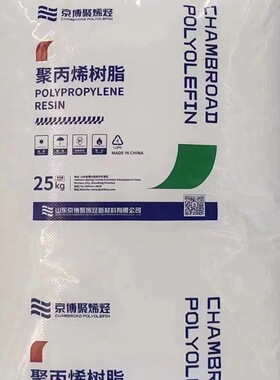 京博聚烯烃
CHAMBROAD POLYOLEFIN
CHAMBROAD
POLYOLEFIN
聚丙烯树脂
POLYPROPYLENE
RESIN
LDPE
MADE IN CHINA
25kg
山东京博聚烯烃新材料有限公司
京博聚烯烃
CHAMBROAD POLYOLEFIN
CHAMBROAD
POLYOLEFIN
聚丙烯树脂